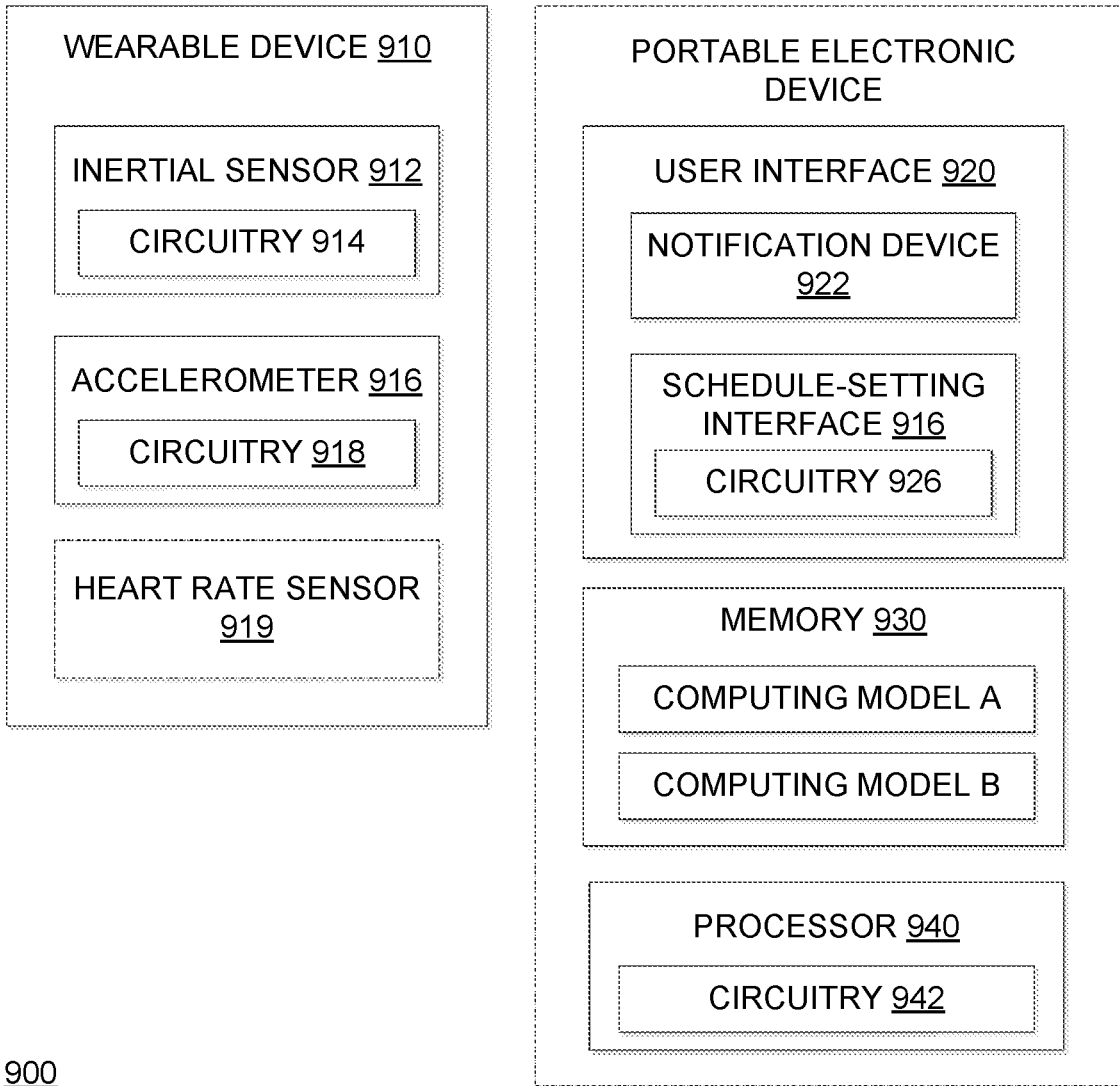 WEARABLE DEVICE 910
INERTIAL SENSOR 912
CIRCUITRY 914
ACCELEROMETER 916
CIRCUITRY 918
HEART RATE SENSOR
919
PORTABLE ELECTRONIC
DEVICE
USER INTERFACE 920
NOTIFICATION DEVICE
922
SCHEDULE-SETTING
INTERFACE 916
CIRCUITRY 926
MEMORY 930
COMPUTING MODEL A
COMPUTING MODEL B
PROCESSOR 940
CIRCUITRY 942
900